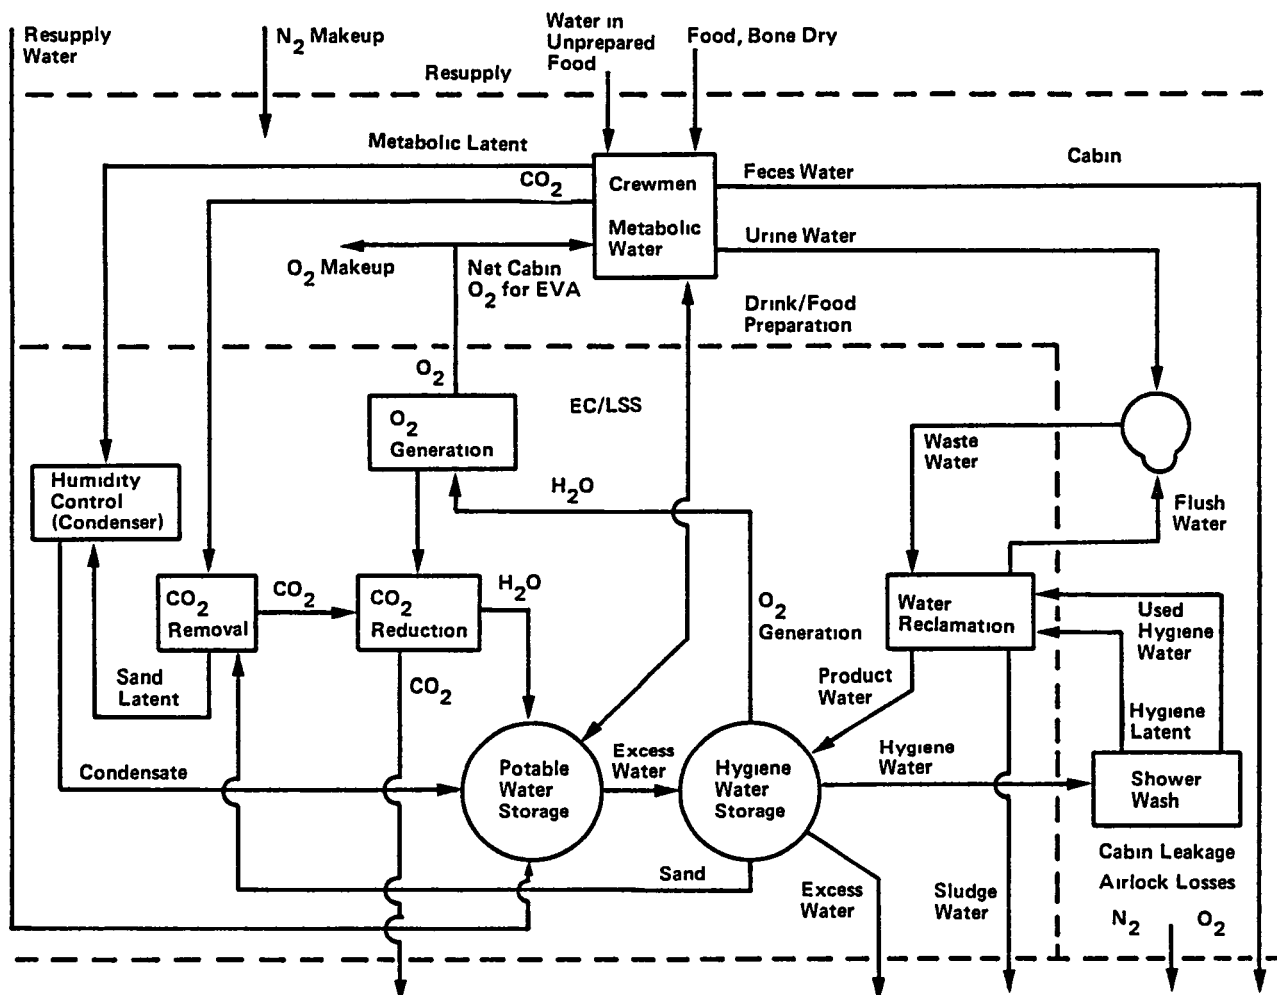 Resupply
Water
N2 Makeup
Water in
Unprepared
Food
Food, Bone Dry
Resupply
Metabolic Latent
CO2
Crewmen
Metabolic
Water
Feces Water
Cabin
Urine Water
O2 Makeup
Net Cabin
O2 for EVA
Drink/Food
Preparation
O2
EC/LSS
O2
Generation
H2O
Waste
Water
Flush
Water
Humidity
Control
(Condenser)
CO2
Removal
CO2
CO2
Reduction
H2O
O2
Generation
Water
Reclamation
Used
Hygiene
Water
Sand
Latent
CO2
Product
Water
Hygiene
Latent
Condensate
Potable
Water
Storage
Excess
Water
Hygiene
Water
Storage
Hygiene
Water
Shower
Wash
Sand
Excess
Water
Sludge
Water
Cabin Leakage
Airlock Losses
N2
O2